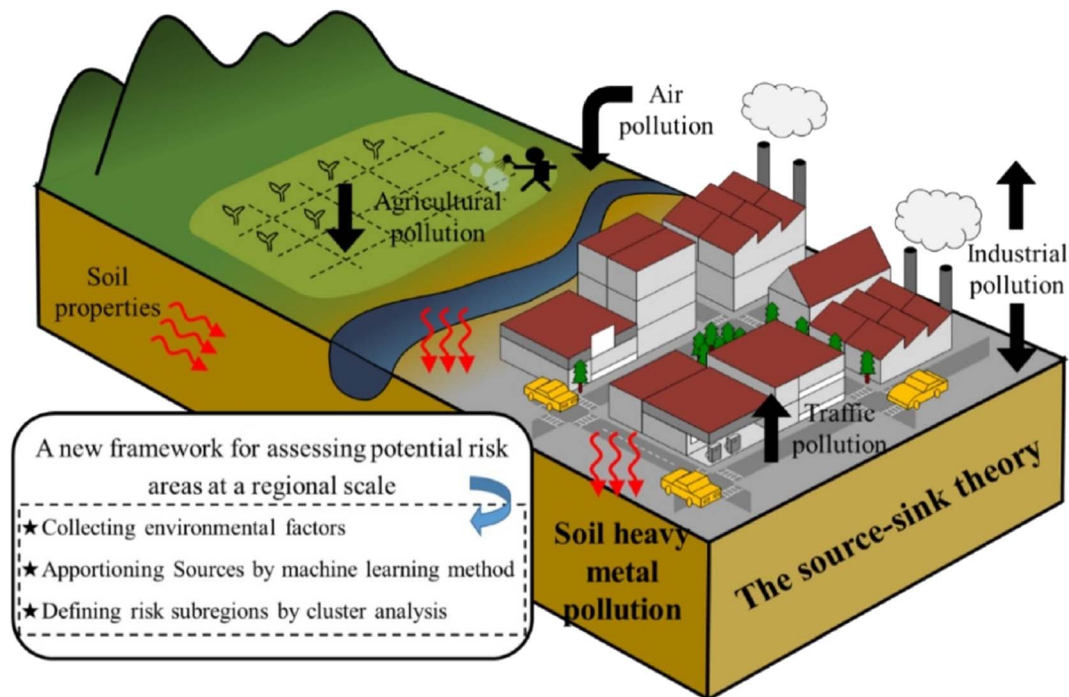 Air
pollution
Agricultural
pollution
Industrial
pollution
Soil
properties
Traffic
pollution
A new framework for assessing potential risk
areas at a regional scale
★Collecting environmental factors
★Apportioning Sources by machine learning method
★Defining risk subregions by cluster analysis
Soil heavy
metal
pollution
The source-sink theory